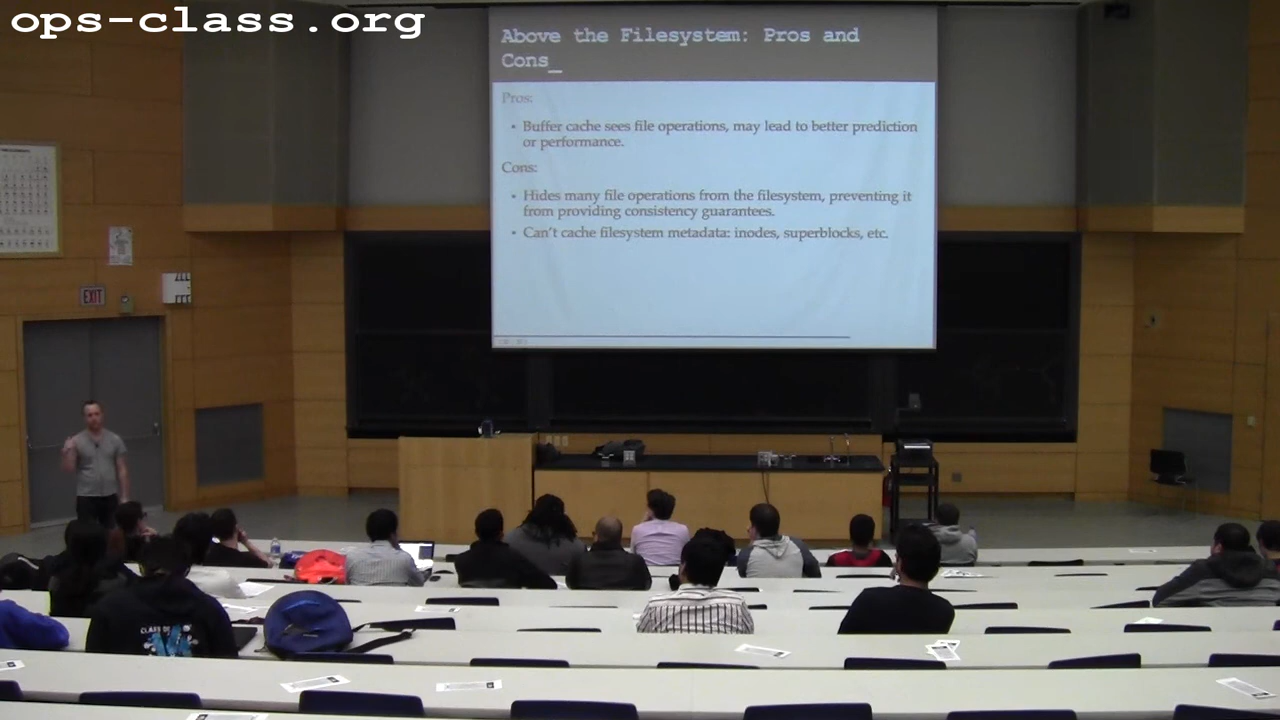 ops-class.org
Above the Filesystem: Pros and
Cons_
Pros:
• Buffer cache sees file operations, may lead to better prediction
or performance.
Cons:
• Hides many file operations from the filesystem, preventing it
from providing consistency guarantees.
• Can't cache filesystem metadata: inodes, superblocks, etc.
EXIT